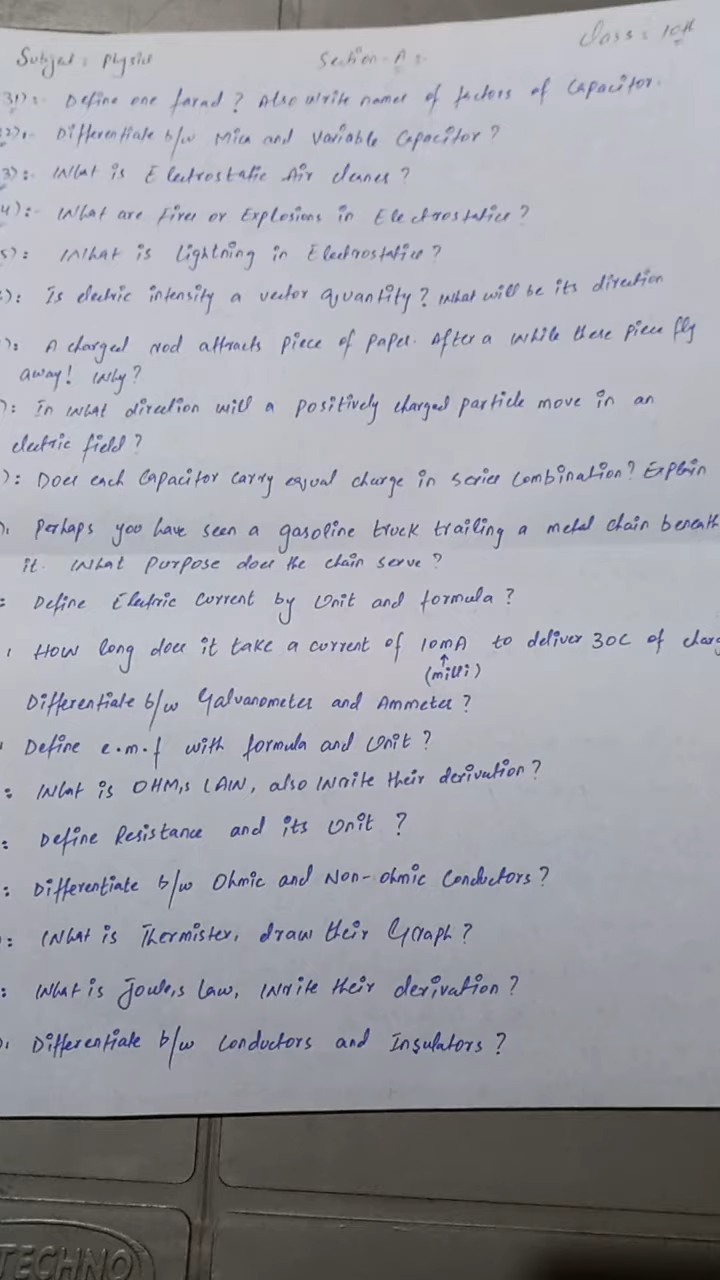 Class: 10th
Subject: Physics Section-A:
Q1): Define one farad? Also write names of factors of Capacitor.
2): Differentiate b/w Mica and Variable Capacitor?
3):- What is Electrostatic Air cleaner?
4):- What are Fires or Explosions in Electrostatics?
5): What is Lightning in Electrostatics?
): Is electric intensity a vector quantity? What will be its direction
): A charged rod attracts piece of paper. After a while these piece fly
away! Why?
): In what direction will a positively charged particle move in an
electric field?
): Does each Capacitor carry equal charge in series combination? Explain
). Perhaps you have seen a gasoline truck trailing a metal chain beneath
it. What purpose does the chain serve?
: Define Electric current by Unit and formula?
: How long does it take a current of 10mA to deliver 30C of charg
↑
(milli)
Differentiate b/w Galvanometer and Ammeter?
Define e.m.f with formula and Unit?
: What is OHM,s LAW, also Write their derivation?
: Define Resistance and its Unit?
: Differentiate b/w Ohmic and Non-ohmic Conductors?
): What is Thermister, draw their Graph?
: What is Joule,s Law, Write their derivation?
). Differentiate b/w Conductors and Insulators?
TECHNO